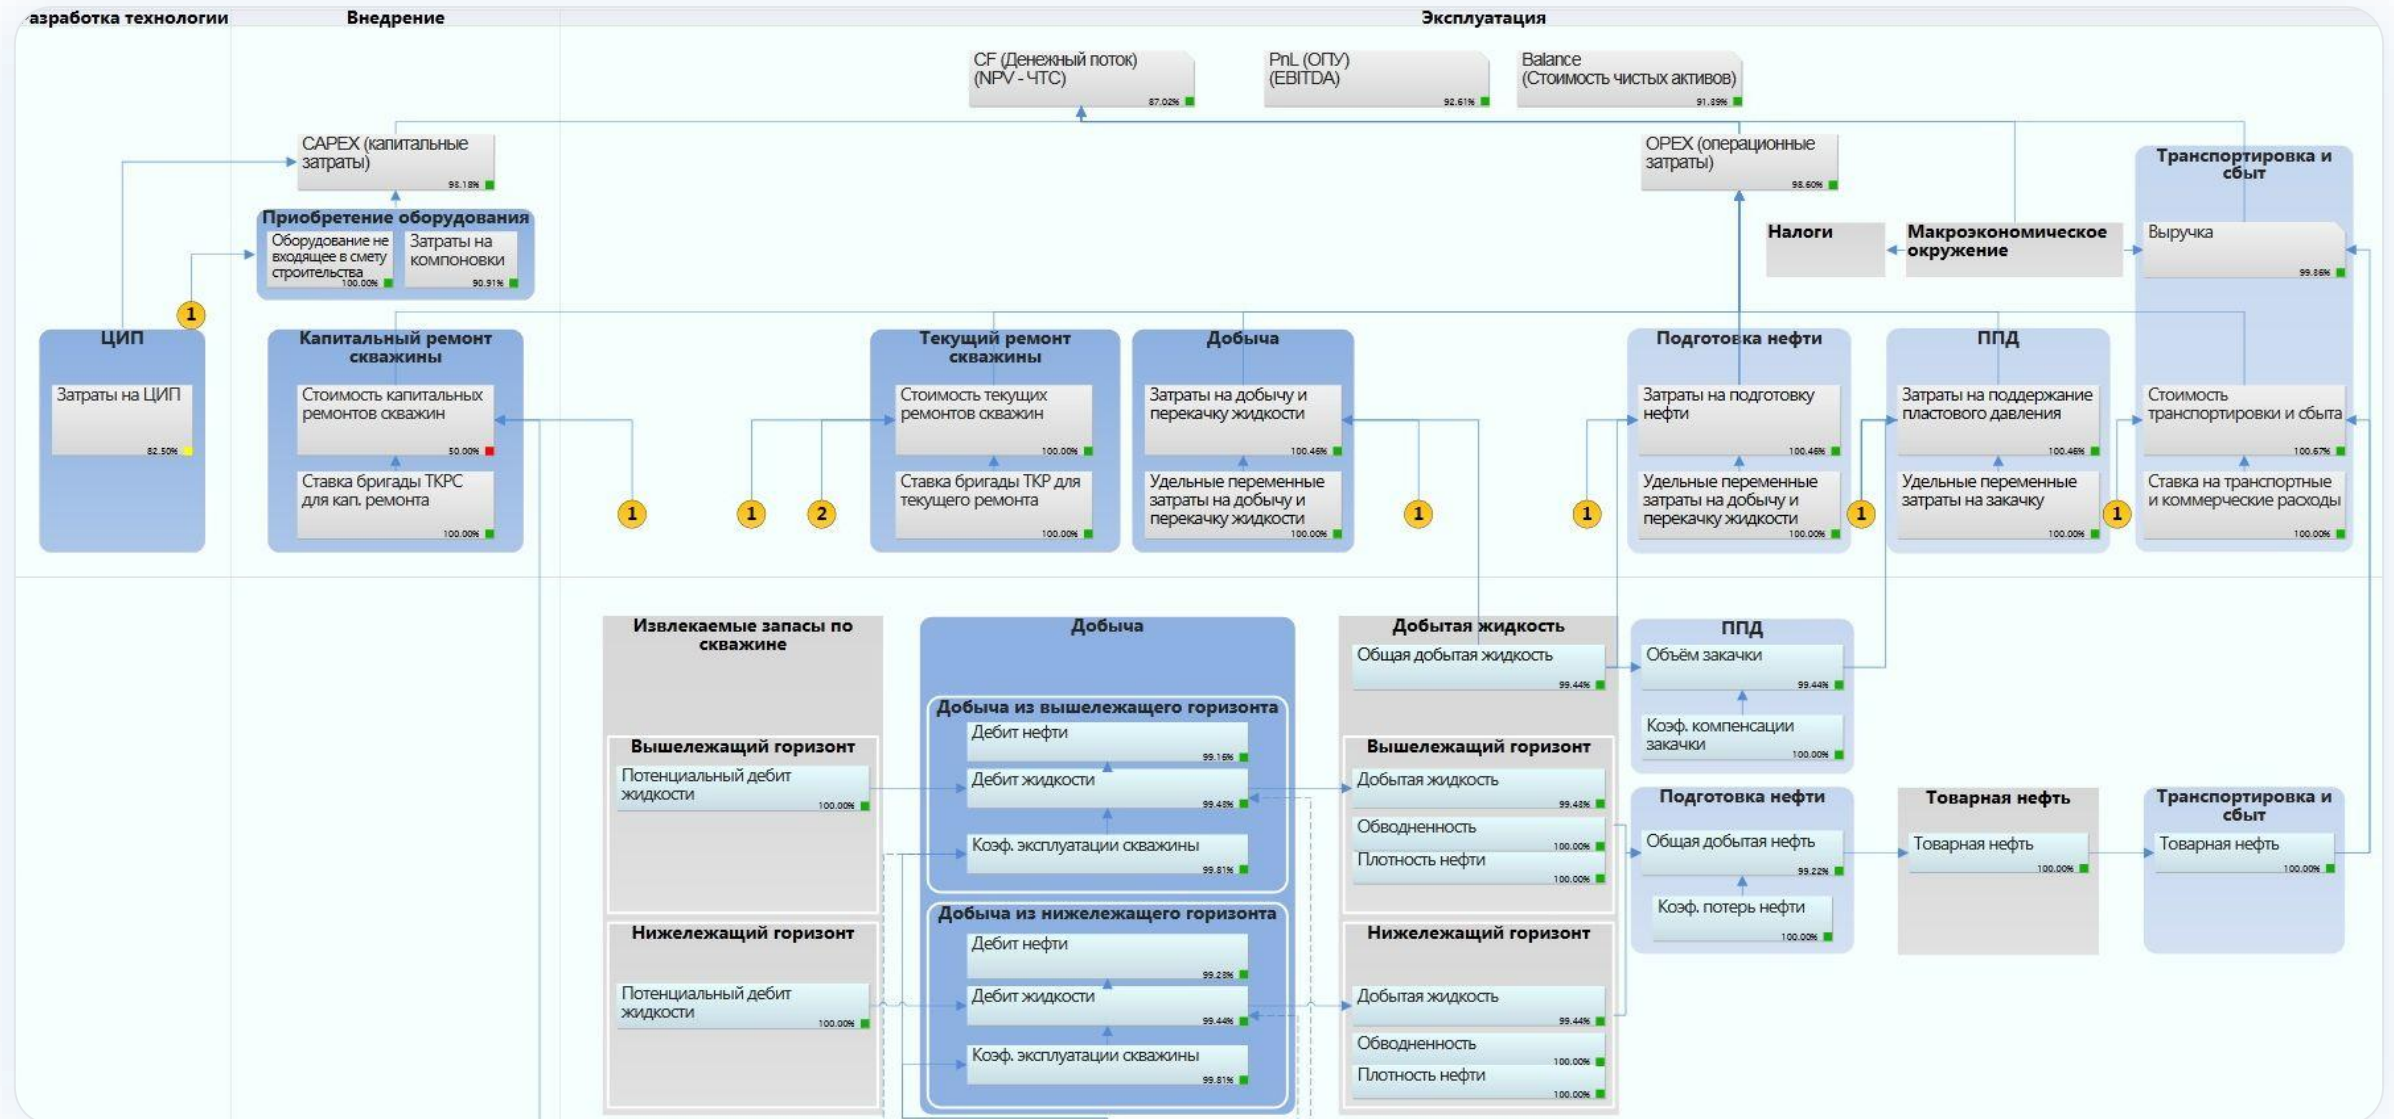 азработка технологии
Внедрение
Эксплуатация
CF (Денежный поток)
(NPV - ЧТС)
87.02%
PnL (ОПУ)
(EBITDA)
92.61%
Balance
(Стоимость чистых активов)
91.89%
CAPEX (капитальные
затраты)
98.18%
OPEX (операционные
затраты)
98.60%
Приобретение оборудования
Оборудование не
входящее в смету
строительства
100.00%
Затраты на
компоновки
90.91%
Налоги
Макроэкономическое
окружение
Транспортировка и
сбыт
Выручка
99.86%
1
ЦИП
Затраты на ЦИП
82.50%
Капитальный ремонт
скважины
Стоимость капитальных
ремонтов скважин
50.00%
Ставка бригады ТКРС
для кап. ремонта
100.00%
1
1
2
Текущий ремонт
скважины
Стоимость текущих
ремонтов скважин
100.00%
Ставка бригады ТКР для
текущего ремонта
100.00%
Добыча
Затраты на добычу и
перекачку жидкости
100.46%
Удельные переменные
затраты на добычу и
перекачку жидкости
100.00%
1
1
Подготовка нефти
Затраты на подготовку
нефти
100.46%
Удельные переменные
затраты на добычу и
перекачку жидкости
100.00%
1
ППД
Затраты на поддержание
пластового давления
100.46%
Удельные переменные
затраты на закачку
100.00%
1
Стоимость
транспортировки и сбыта
100.67%
Ставка на транспортные
и коммерческие расходы
100.00%
Извлекаемые запасы по
скважине
Вышележащий горизонт
Потенциальный дебит
жидкости
100.00%
Нижележащий горизонт
Потенциальный дебит
жидкости
100.00%
Добыча
Добыча из вышележащего горизонта
Дебит нефти
99.16%
Дебит жидкости
99.48%
Коэф. эксплуатации скважины
99.81%
Добыча из нижележащего горизонта
Дебит нефти
99.28%
Дебит жидкости
99.44%
Коэф. эксплуатации скважины
99.81%
Добытая жидкость
Общая добытая жидкость
99.44%
Вышележащий горизонт
Добытая жидкость
99.48%
Обводненность
100.00%
Плотность нефти
100.00%
Нижележащий горизонт
Добытая жидкость
99.44%
Обводненность
100.00%
Плотность нефти
100.00%
ППД
Объём закачки
99.44%
Коэф. компенсации
закачки
100.00%
Подготовка нефти
Общая добытая нефть
99.22%
Коэф. потерь нефти
100.00%
Товарная нефть
Товарная нефть
100.00%
Транспортировка и
сбыт
Товарная нефть
100.00%